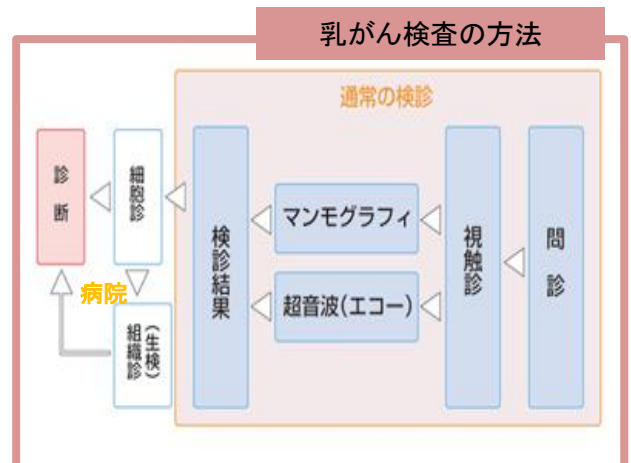 乳がん検査の方法
通常の検診
問診
視触診
マンモグラフィ
超音波(エコー)
検診結果
細胞診
病院
(生検)
組織診
診断